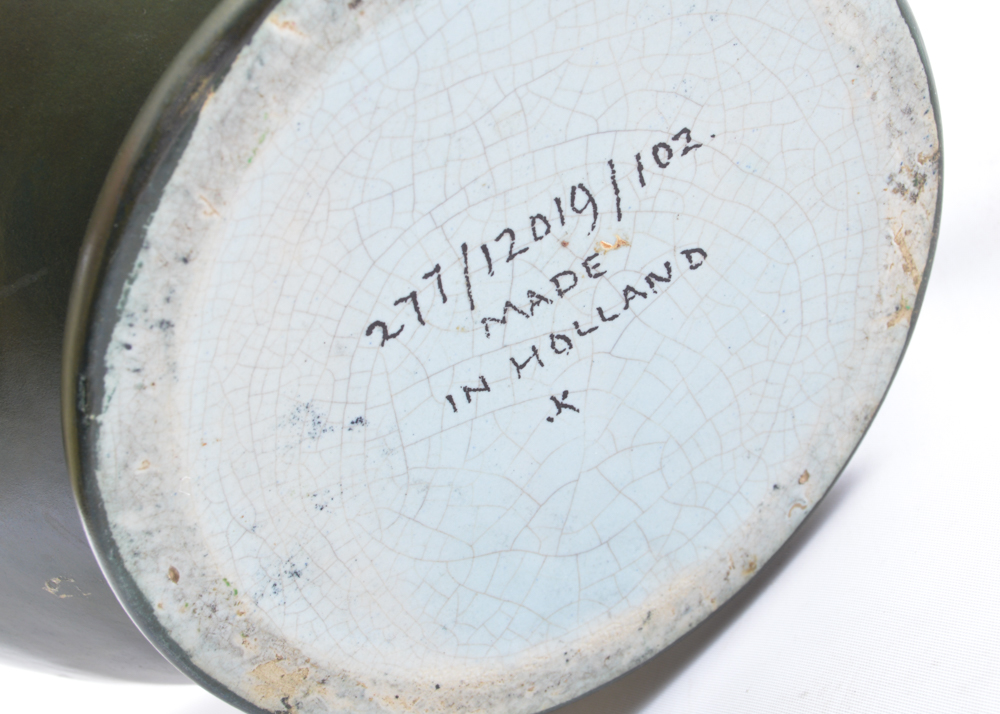 277/12019/102.
MADE
IN HOLLAND
.K